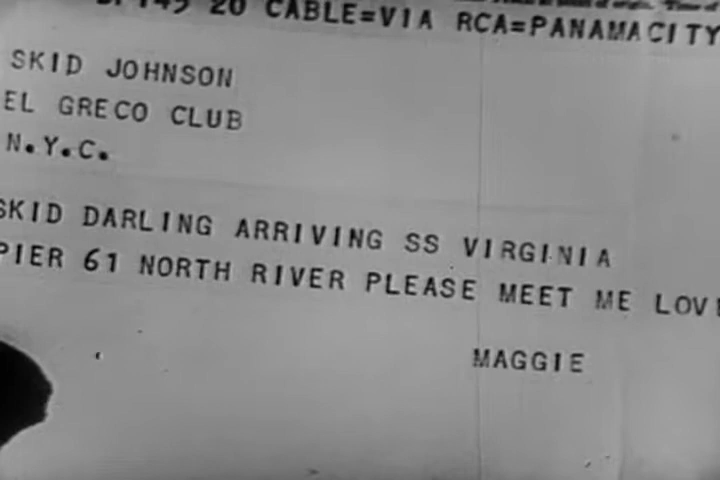 20 CABLE=VIA RCA=PANAMACITY
SKID JOHNSON
EL GRECO CLUB
N.Y.C.
SKID DARLING ARRIVING SS VIRGINIA
PIER 61 NORTH RIVER PLEASE MEET ME LOVE
MAGGIE